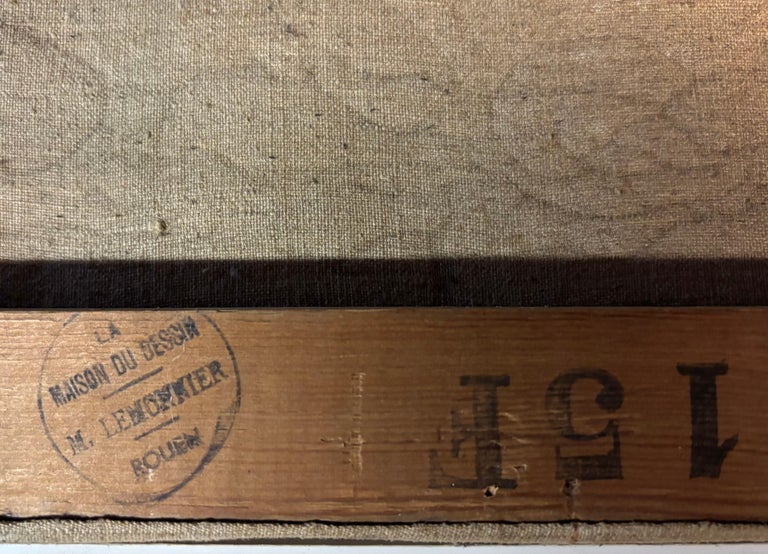 LA
MAISON DU DESSIN
M. LEMONNIER
ROUEN
15F